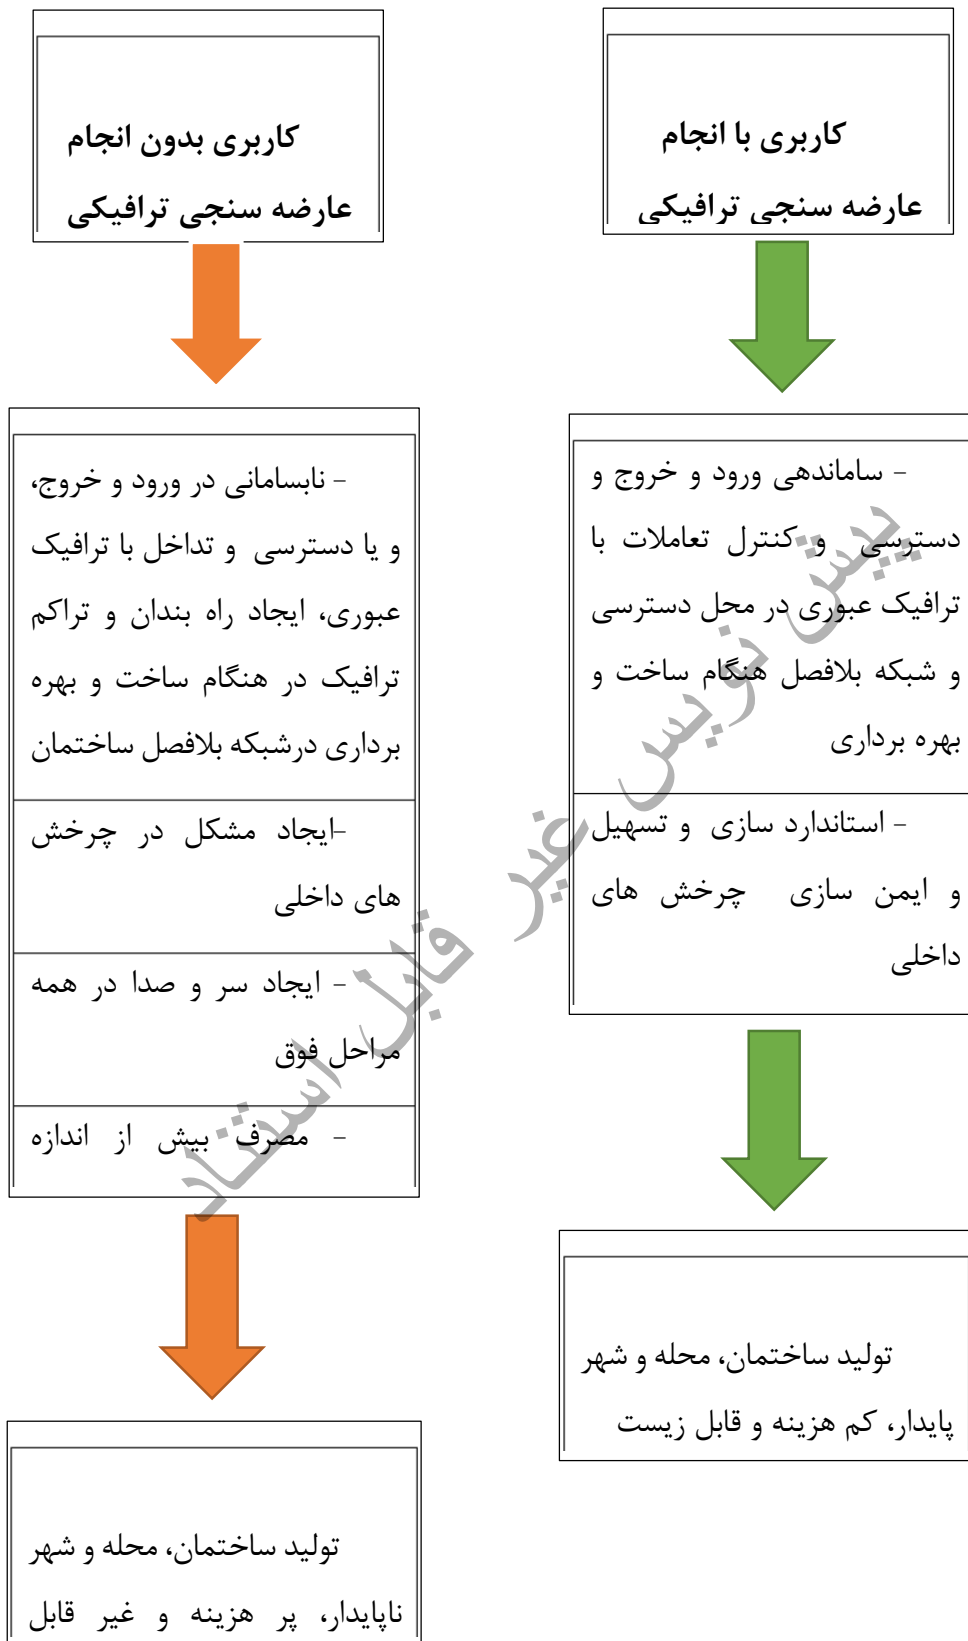 کاربری با انجام
عارضه سنجی ترافیکی
- ساماندهی ورود و خروج و
دسترسی و کنترل تعاملات با
ترافیک عبوری در محل دسترسی
و شبکه بلافصل هنگام ساخت و
بهره برداری
- استاندارد سازی و تسهیل
و ایمن سازی چرخش های
داخلی
تولید ساختمان، محله و شهر
پایدار، کم هزینه و قابل زیست
کاربری بدون انجام
عارضه سنجی ترافیکی
- نابسامانی در ورود و خروج،
و یا دسترسی و تداخل با ترافیک
عبوری، ایجاد راه بندان و تراکم
ترافیک در هنگام ساخت و بهره
برداری درشبکه بلافصل ساختمان
-ایجاد مشکل در چرخش
های داخلی
- ایجاد سر و صدا در همه
مراحل فوق
- مصرف بیش از اندازه
تولید ساختمان، محله و شهر
ناپایدار، پر هزینه و غیر قابل
پیش نویس غیر قابل استناد